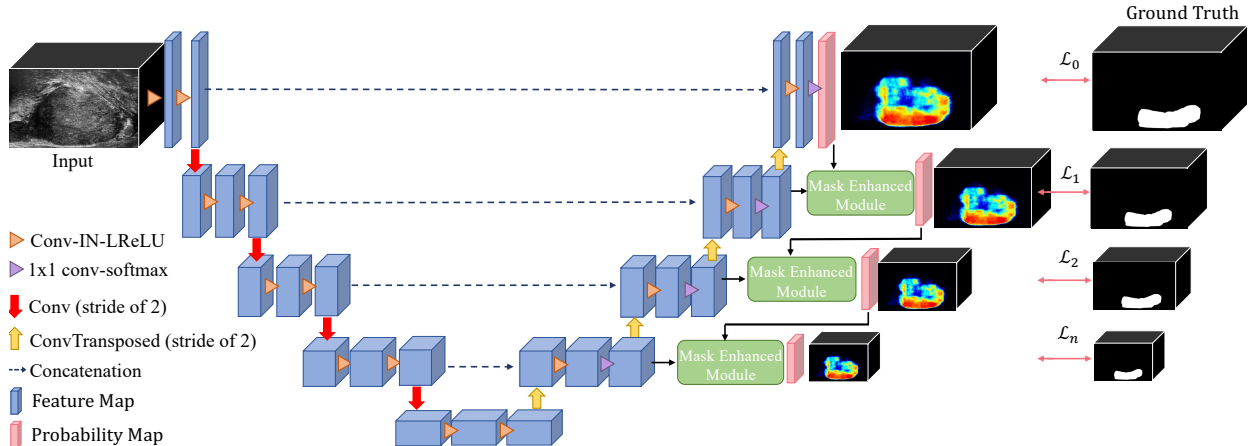 Ground Truth
ℒ₀
Input
Mask Enhanced
Module
ℒ₁
Conv-IN-LReLU
1x1 conv-softmax
Mask Enhanced
Module
ℒ₂
Conv (stride of 2)
ConvTransposed (stride of 2)
Mask Enhanced
Module
ℒₙ
Concatenation
Feature Map
Probability Map